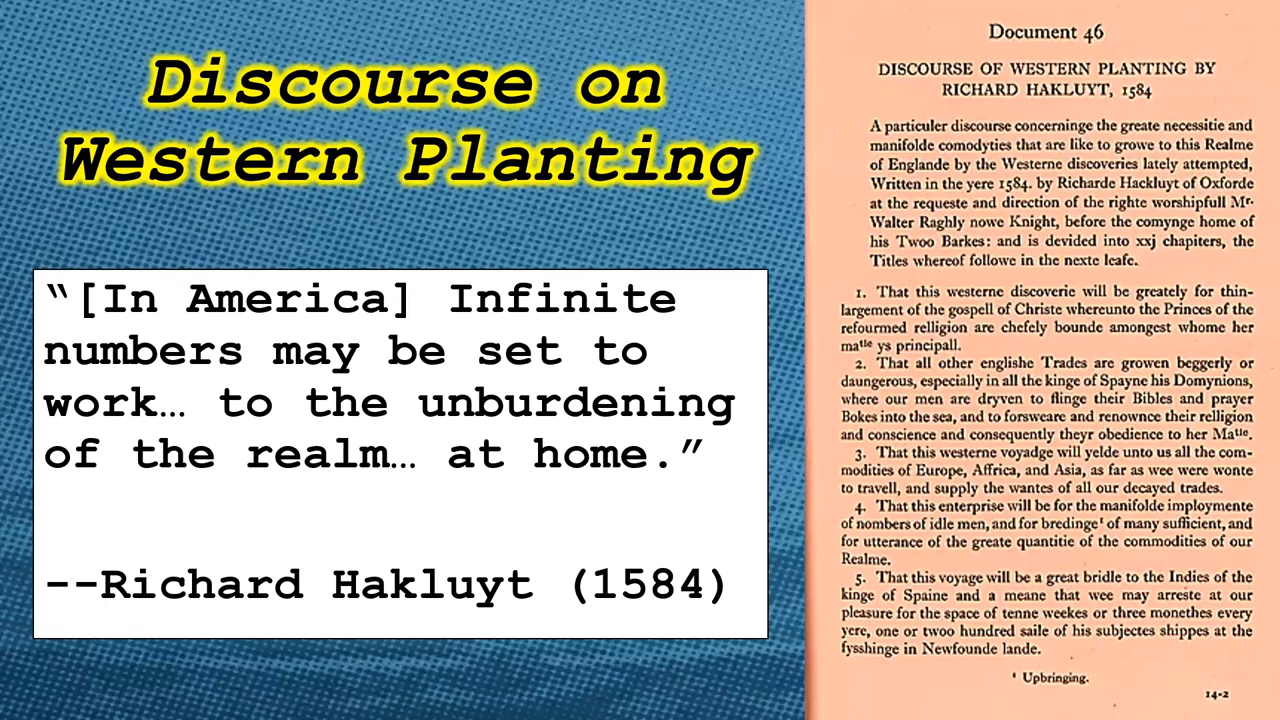 Discourse on
Western Planting
“[In America] Infinite
numbers may be set to
work… to the unburdening
of the realm… at home.”
--Richard Hakluyt (1584)
Document 46
DISCOURSE OF WESTERN PLANTING BY
RICHARD HAKLUYT, 1584
A particuler discourse concerninge the greate necessitie and
manifolde comodyties that are like to growe to this Realme
of Englande by the Westerne discoveries lately attempted,
Written in the yere 1584. by Richarde Hackluyt of Oxforde
at the requeste and direction of the righte worshipfull Mr.
Walter Raghly nowe Knight, before the comynge home of
his Twoo Barkes: and is devided into xxj chapiters, the
Titles whereof followe in the nexte leafe.
1. That this westerne discoverie will be greately for thin-
largement of the gospell of Christe whereunto the Princes of the
refourmed relligion are chefely bounde amongest whome her
matie ys principall.
2. That all other englishe Trades are growen beggerly or
daungerous, especially in all the kinge of Spayne his Domynions,
where our men are dryven to flinge their Bibles and prayer
Bokes into the sea, and to forsweare and renownce their relligion
and conscience and consequently theyr obedience to her Matie.
3. That this westerne voyadge will yelde unto us all the com-
modities of Europe, Affrica, and Asia, as far as wee were wonte
to travell, and supply the wantes of all our decayed trades.
4. That this enterprise will be for the manifolde imploymente
of nombers of idle men, and for bredinge¹ of many sufficient, and
for utterance of the greate quantitie of the commodities of our
Realme.
5. That this voyage will be a great bridle to the Indies of the
kinge of Spaine and a meane that wee may arreste at our
pleasure for the space of tenne weekes or three monethes every
yere, one or twoo hundred saile of his subjectes shippes at the
fysshinge in Newfounde lande.
¹ Upbringing.
14-2